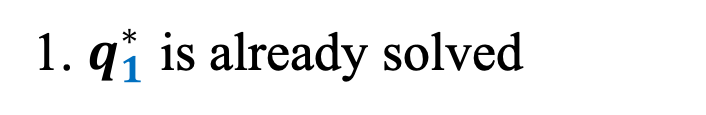 1. q₁* is already solved